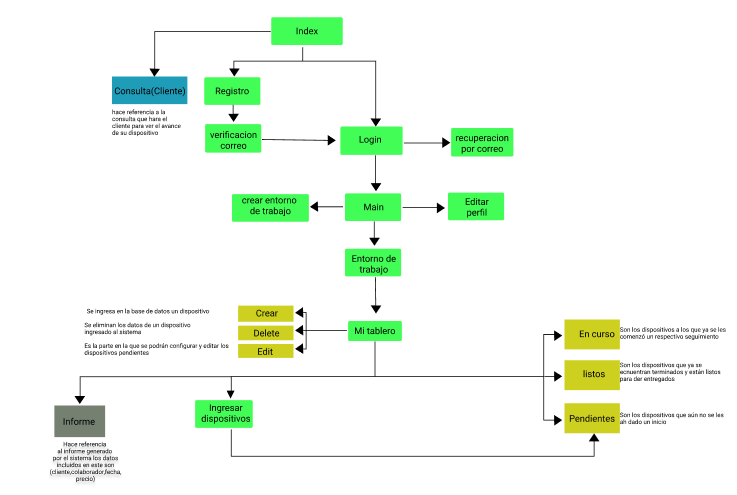 Index
Consulta(Cliente)
hace referencia a la
consulta que hara el
cliente para ver el avance
de su dispositivo
Registro
verificacion
correo
Login
recuperacion
por correo
crear entorno
de trabajo
Main
Editar
perfil
Entorno de
trabajo
Se ingresa en la base de datos un dispositivo
Crear
Se eliminan los datos de un dispositivo
ingresado al sistema
Delete
Es la parte en la que se podrán configurar y editar los
dispositivos pendientes
Edit
Mi tablero
En curso
Son los dispositivos a los que ya se les
comenzó un respectivo seguimiento
listos
Son los dispositivos que ya se
ecnuentran terminados y están listos
para der entregados
Pendientes
Son los dispositivos que aún no se les
ah dado un inicio
Informe
Hace referencia
al informe generado
por el sistema los datos
incluidos en este son
(cliente,colaborador,fecha,
precio)
Ingresar
dispositivos